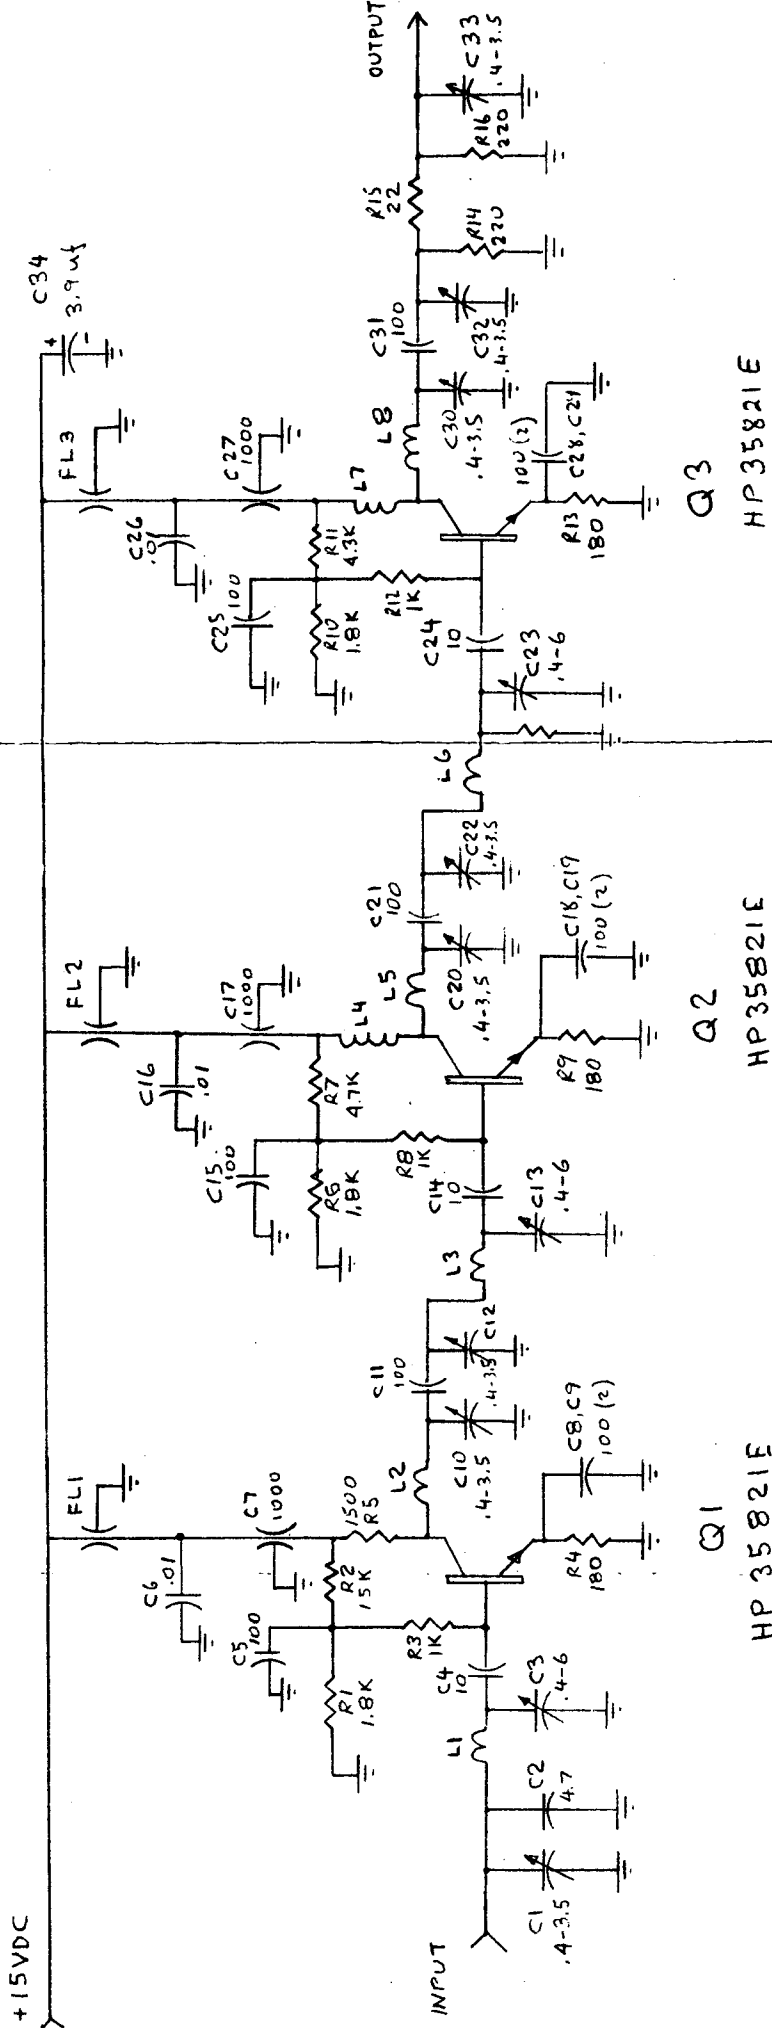 +15VDC
INPUT
C1
.4-3.5
C2
4.7
L1
C3
.4-6
C4
10
R1
1.8K
C5
100
R2
15K
R3
1K
C6
.01
FL1
C7
1000
1500
R5
L2
C10
.4-3.5
R4
180
C8,C9
100 (2)
Q1
HP 35821E
C11
100
C12
.4-3.5
L3
C13
.4-6
C14
10
R6
1.8K
C15
100
R7
4.7K
R8
1K
C16
.01
FL2
C17
1000
L4
L5
C20
.4-3.5
R9
180
C18,C19
100 (2)
Q2
HP35821E
C21
100
C22
.4-3.5
L6
C23
.4-6
C24
10
R10
1.8K
C25
100
R11
4.3K
R12
1K
C26
.01
FL3
C27
1000
L7
L8
C30
.4-3.5
R13
180
100(2)
C28,C29
Q3
HP35821E
C31
100
C32
.4-3.5
C34
3.9uf
R14
220
R15
22
R16
220
C33
.4-3.5
OUTPUT